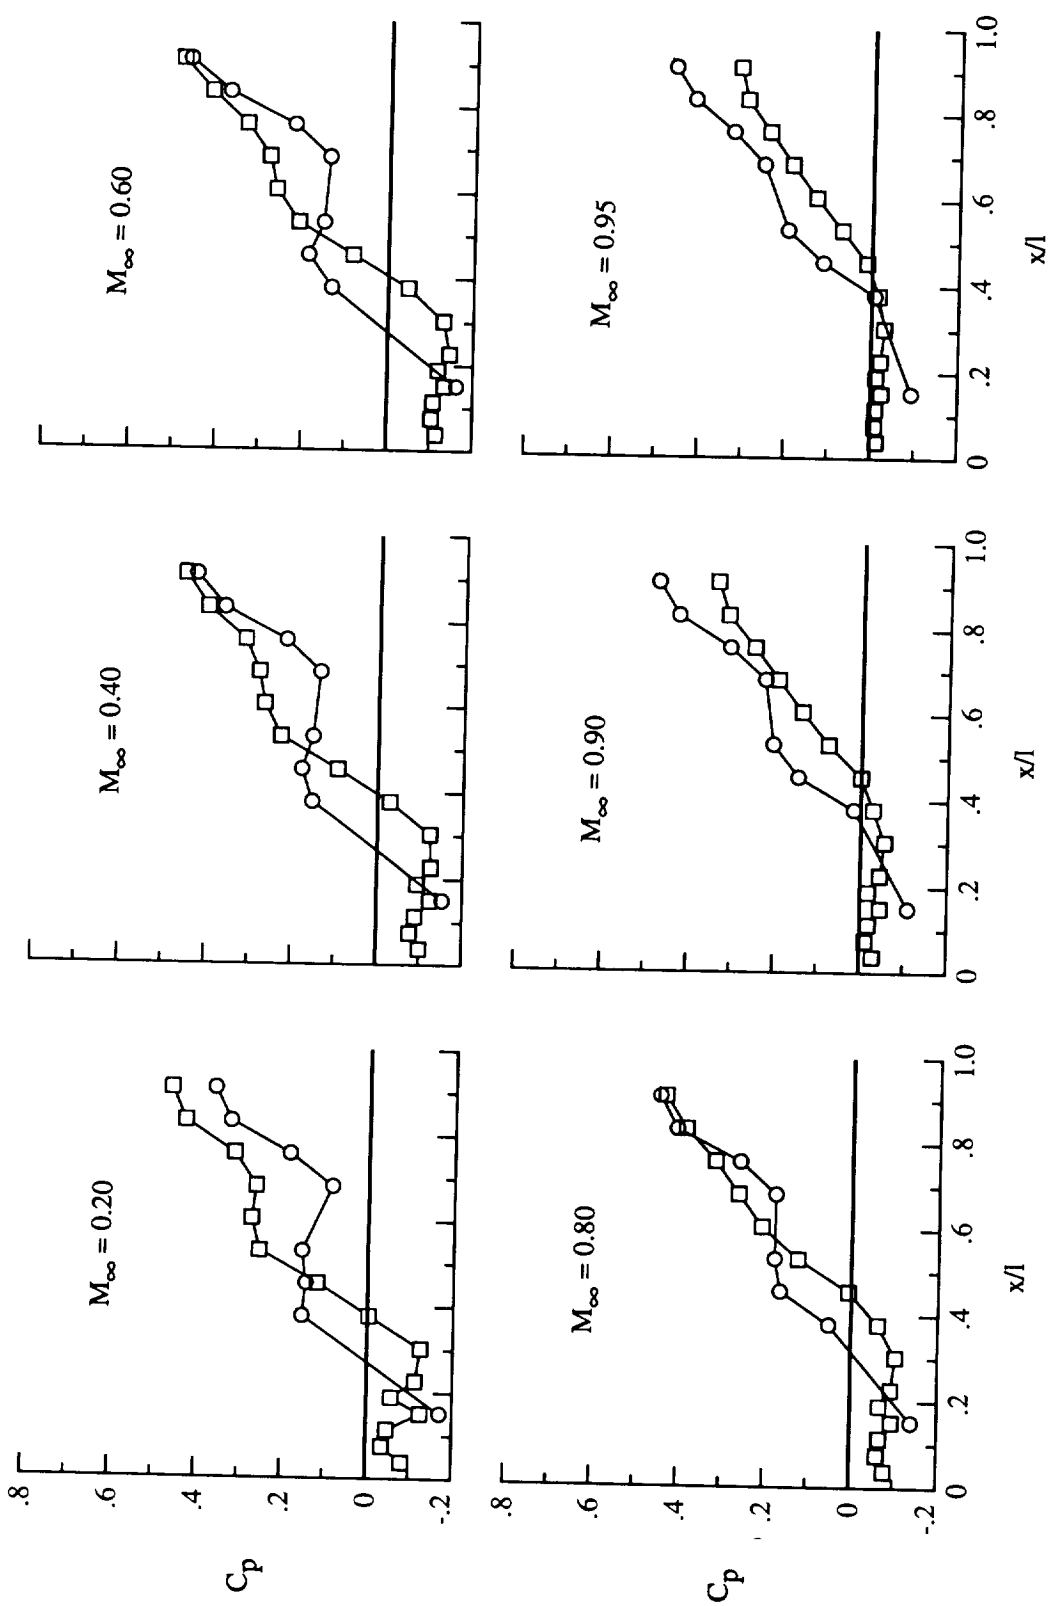 M∞ = 0.20
M∞ = 0.40
M∞ = 0.60
.8
.4
.2
0
-.2
Cp
M∞ = 0.80
M∞ = 0.90
M∞ = 0.95
.8
.6
.4
.2
0
-.2
Cp
0 .2 .4 .6 .8 1.0
x/l
0 .2 .4 .6 .8 1.0
x/l
0 .2 .4 .6 .8 1.0
x/l